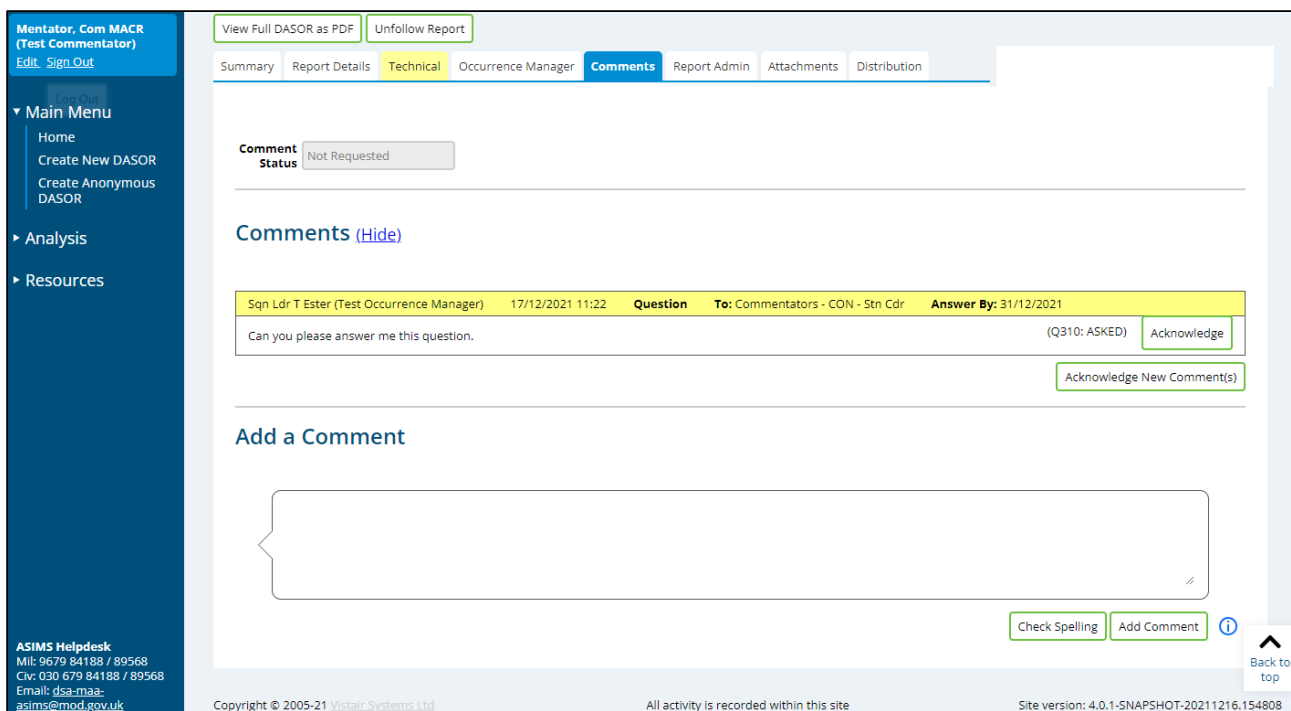 Mentator, Com MACR
(Test Commentator)
Edit Sign Out
Log Out
Main Menu
Home
Create New DASOR
Create Anonymous
DASOR
Analysis
Resources
ASIMS Helpdesk
Mil: 9679 84188 / 89568
Civ: 030 679 84188 / 89568
Email: dsa-maa-
asims@mod.gov.uk
View Full DASOR as PDF Unfollow Report
Summary Report Details Technical Occurrence Manager Comments Report Admin Attachments Distribution
Comment
Status Not Requested
Comments (Hide)
Sqn Ldr T Ester (Test Occurrence Manager) 17/12/2021 11:22 Question To: Commentators - CON - Stn Cdr Answer By: 31/12/2021
Can you please answer me this question. (Q310: ASKED) Acknowledge
Acknowledge New Comment(s)
Add a Comment
Check Spelling Add Comment
Back to
top
Copyright © 2005-21 Vistair Systems Ltd All activity is recorded within this site Site version: 4.0.1-SNAPSHOT-20211216.154808